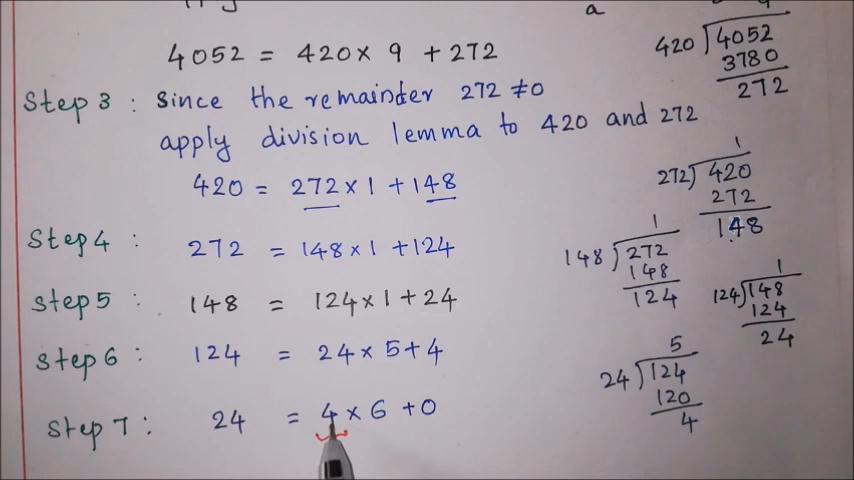 4052 = 420 × 9 + 272
Step 3 : Since the remainder 272 ≠ 0
apply division lemma to 420 and 272
420 = 272 × 1 + 148
Step 4 : 272 = 148 × 1 + 124
Step 5 : 148 = 124 × 1 + 24
Step 6 : 124 = 24 × 5 + 4
Step 7 : 24 = 4 × 6 + 0
a
420 ) 4052
3780
272
1
272 ) 420
272
148
1
148 ) 272
148
124
1
124 ) 148
124
24
5
24 ) 124
120
4